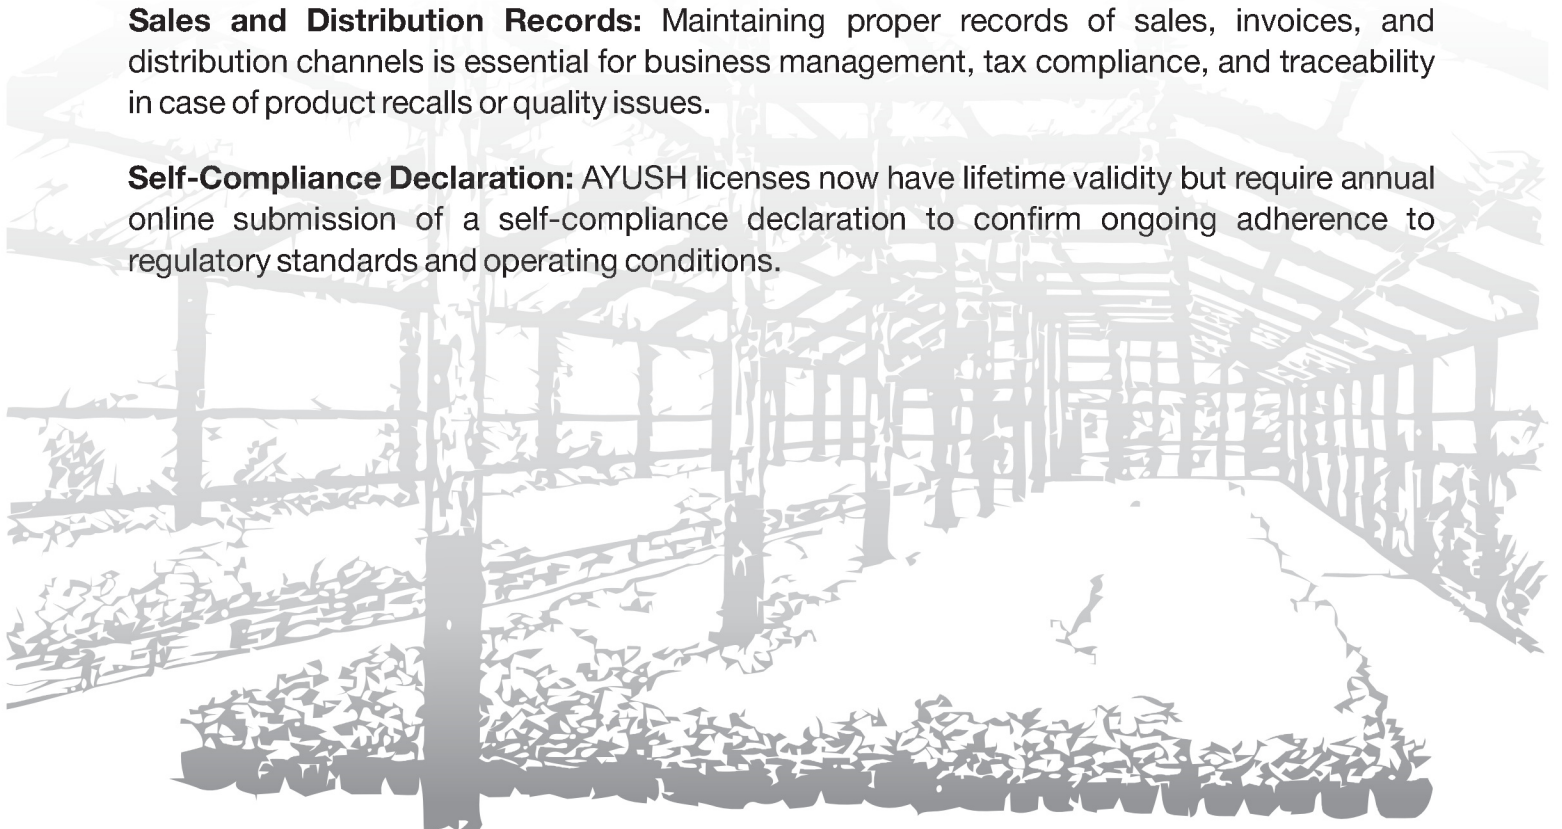 Sales and Distribution Records: Maintaining proper records of sales, invoices, and
distribution channels is essential for business management, tax compliance, and traceability
in case of product recalls or quality issues.
Self-Compliance Declaration: AYUSH licenses now have lifetime validity but require annual
online submission of a self-compliance declaration to confirm ongoing adherence to
regulatory standards and operating conditions.